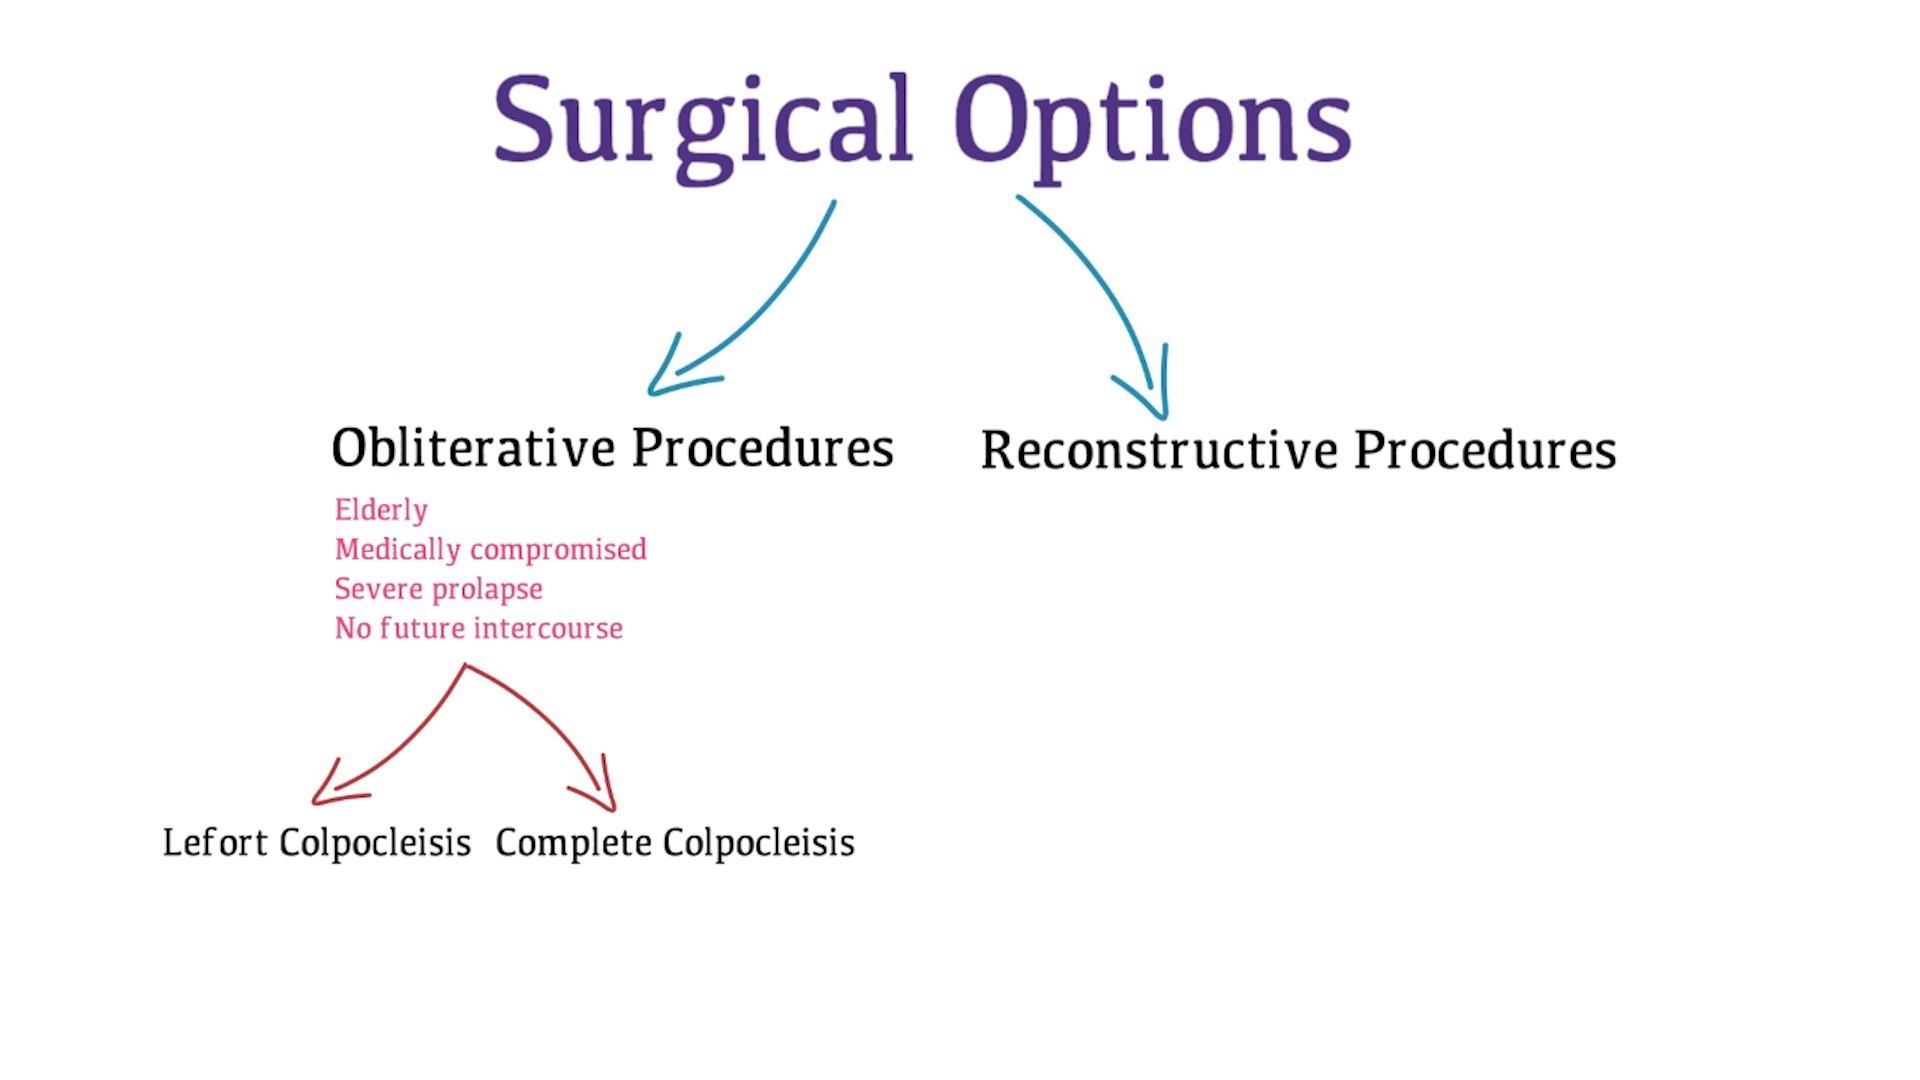 Surgical Options
Obliterative Procedures
Reconstructive Procedures
Elderly
Medically compromised
Severe prolapse
No future intercourse
Lefort Colpocleisis
Complete Colpocleisis